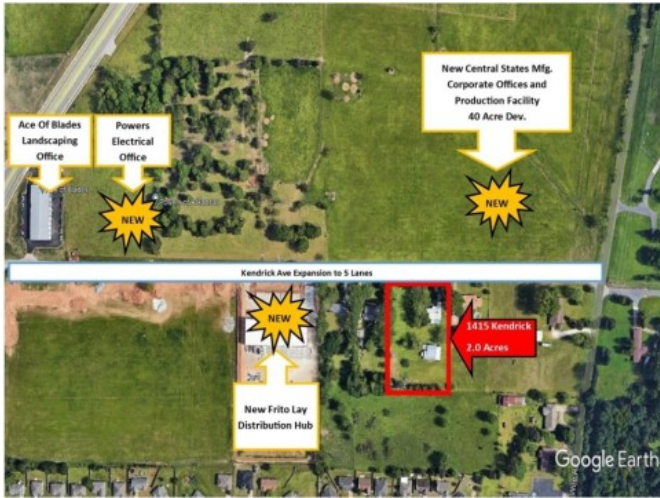 New Central States Mfg.
Corporate Offices and
Production Facility
40 Acre Dev.
Ace Of Blades
Landscaping
Office
Powers
Electrical
Office
of Blades
NEW
NEW
Kendrick Ave Expansion to 5 Lanes
NEW
1415 Kendrick
2.0 Acres
New Frito Lay
Distribution Hub
Google Earth